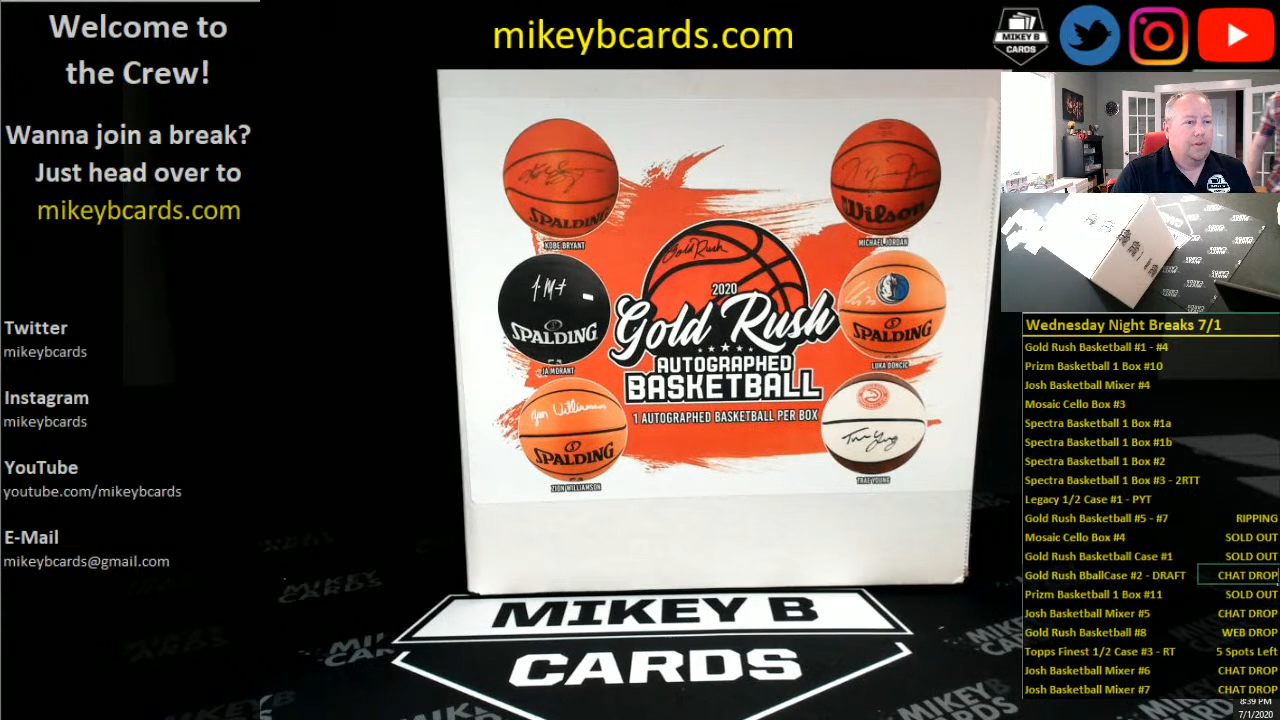 Welcome to
the Crew!
Wanna join a break?
Just head over to
mikeybcards.com
Twitter
mikeybcards
Instagram
mikeybcards
YouTube
youtube.com/mikeybcards
E-Mail
mikeybcards@gmail.com
mikeybcards.com
MIKEY B
CARDS
SPALDING
KOBE BRYANT
Wilson
MICHAEL JORDAN
SPALDING
JA MORANT
SPALDING
LUKA DONCIC
SPALDING
ZION WILLIAMSON
TRAE YOUNG
Gold Rush
2020
Gold Rush
AUTOGRAPHED
BASKETBALL
1 AUTOGRAPHED BASKETBALL PER BOX
MIKEY B
CARDS
Wednesday Night Breaks 7/1
Gold Rush Basketball #1 - #4
Prizm Basketball 1 Box #10
Josh Basketball Mixer #4
Mosaic Cello Box #3
Spectra Basketball 1 Box #1a
Spectra Basketball 1 Box #1b
Spectra Basketball 1 Box #2
Spectra Basketball 1 Box #3 - 2RTT
Legacy 1/2 Case #1 - PYT
Gold Rush Basketball #5 - #7 RIPPING
Mosaic Cello Box #4 SOLD OUT
Gold Rush Basketball Case #1 SOLD OUT
Gold Rush BballCase #2 - DRAFT CHAT DROP
Prizm Basketball 1 Box #11 SOLD OUT
Josh Basketball Mixer #5 CHAT DROP
Gold Rush Basketball #8 WEB DROP
Topps Finest 1/2 Case #3 - RT 5 Spots Left
Josh Basketball Mixer #6 CHAT DROP
Josh Basketball Mixer #7 CHAT DROP
8:39 PM
7/1/2020